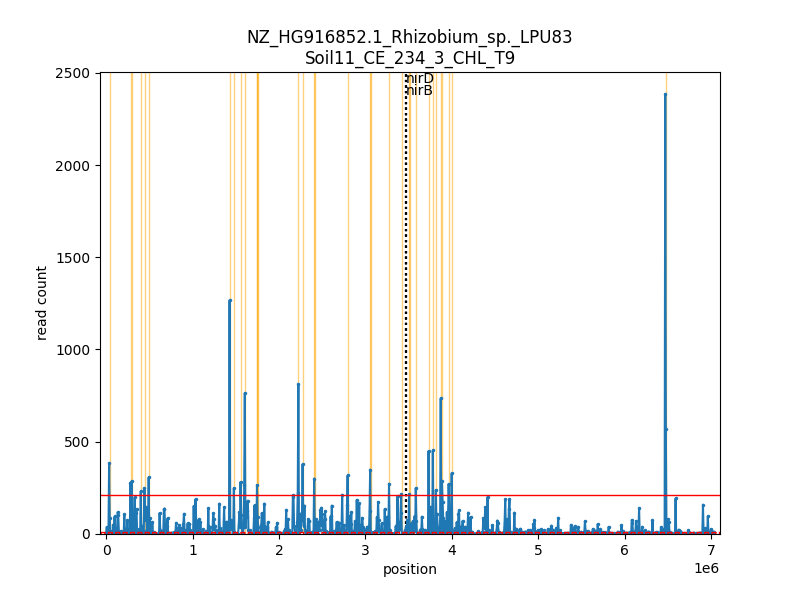 NZ_HG916852.1_Rhizobium_sp._LPU83
Soil11_CE_234_3_CHL_T9
2500
2000
1500
1000
500
0
read count
nirD
nirB
0 1 2 3 4 5 6 7
1e6
position